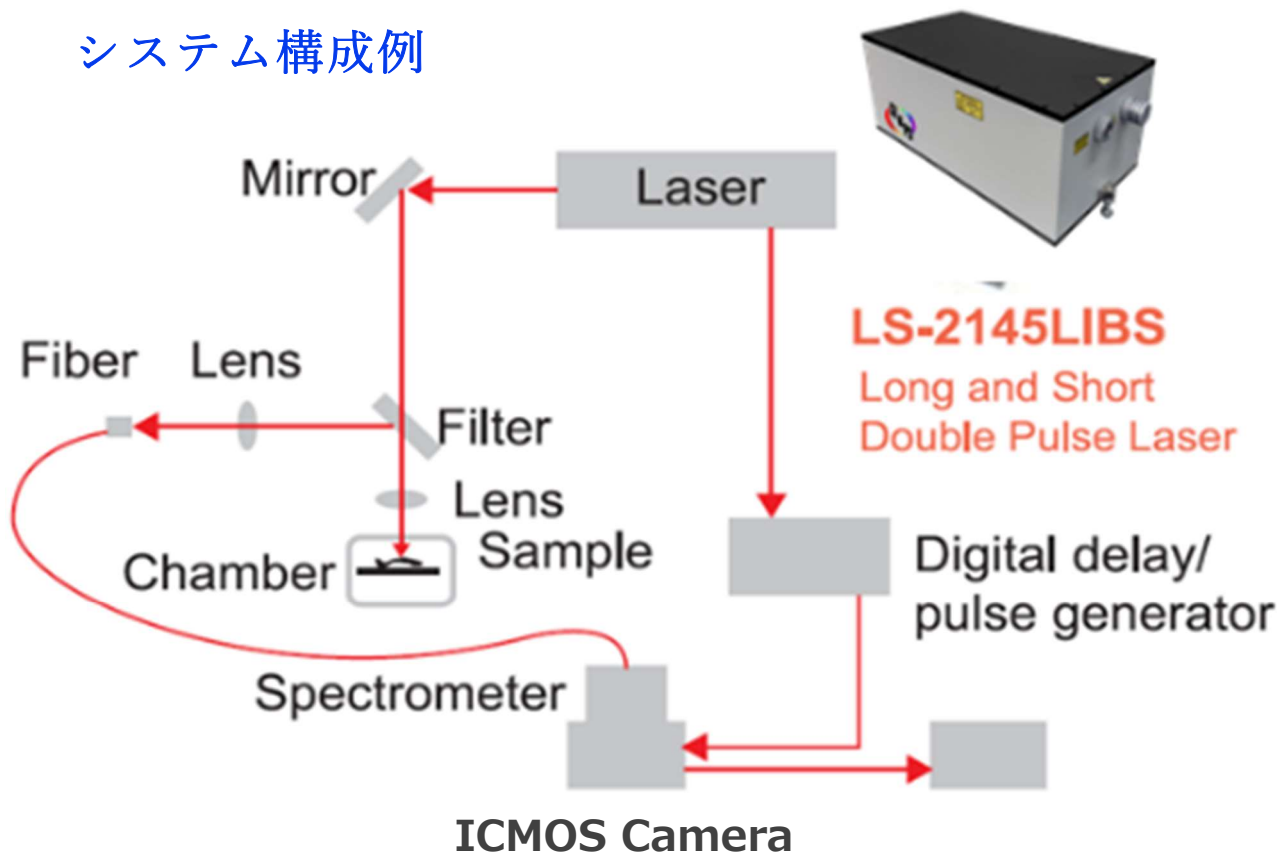 システム構成例
Mirror
Laser
LS-2145LIBS
Long and Short
Double Pulse Laser
Fiber
Lens
Filter
Lens
Sample
Chamber
Digital delay/
pulse generator
Spectrometer
ICMOS Camera